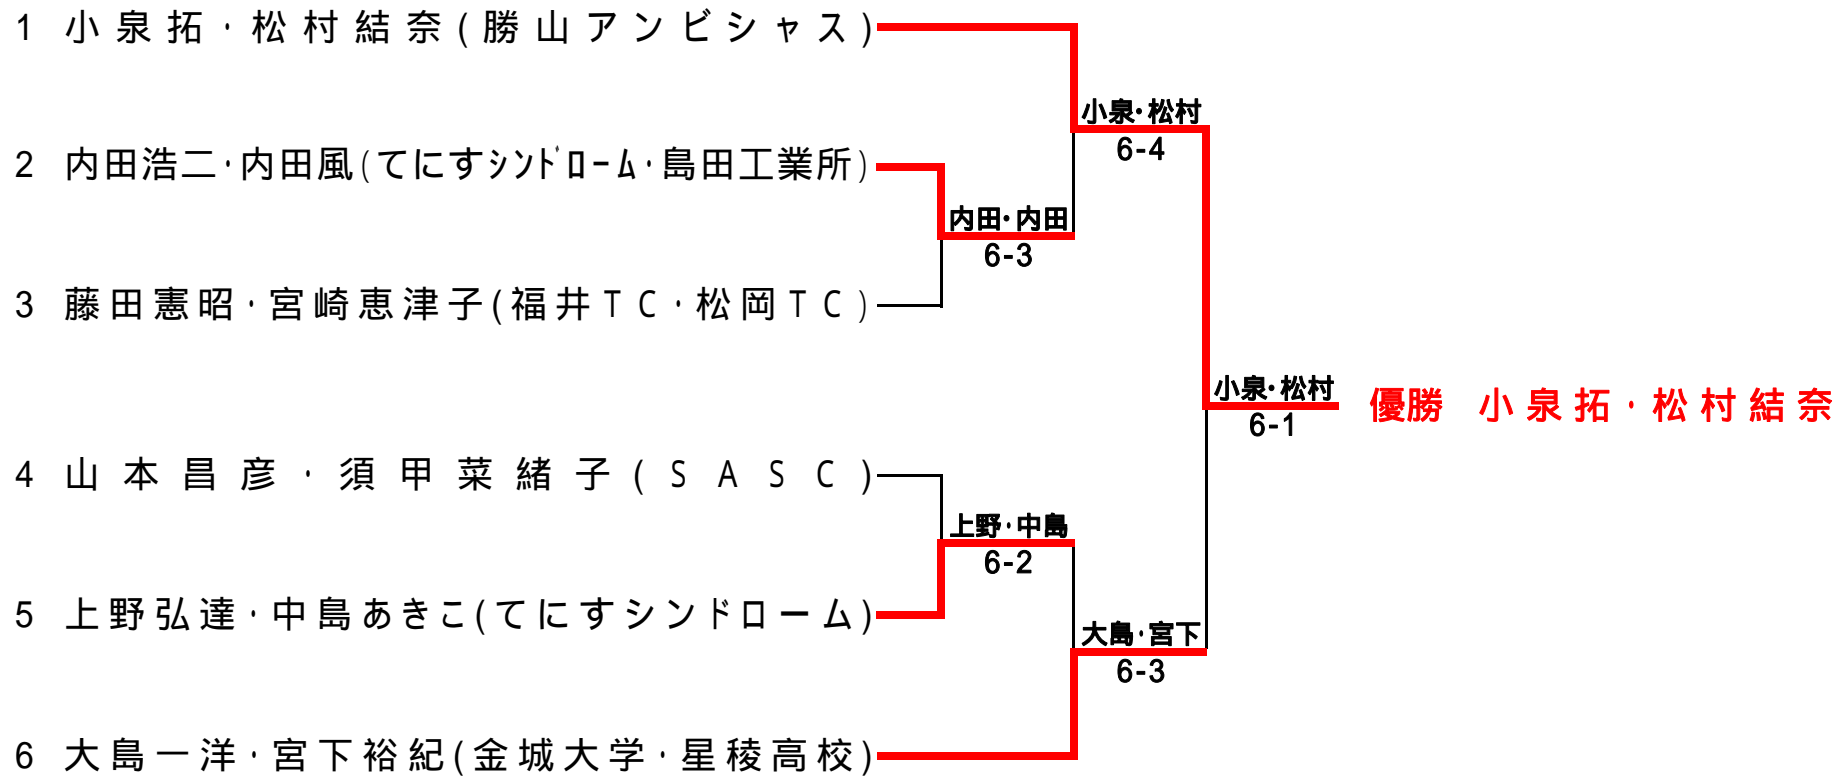 1 小泉拓・松村結奈(勝山アンビシャス)
小泉・松村
6-4
2 内田浩二・内田風(てにすｼﾝﾄﾞﾛｰﾑ・島田工業所)
内田・内田
6-3
3 藤田憲昭・宮崎恵津子(福井TC・松岡TC)
小泉・松村
6-1
優勝 小泉拓・松村結奈
4 山本昌彦・須甲菜緒子(SASC)
上野・中島
6-2
5 上野弘達・中島あきこ(てにすシンドローム)
大島・宮下
6-3
6 大島一洋・宮下裕紀(金城大学・星稜高校)